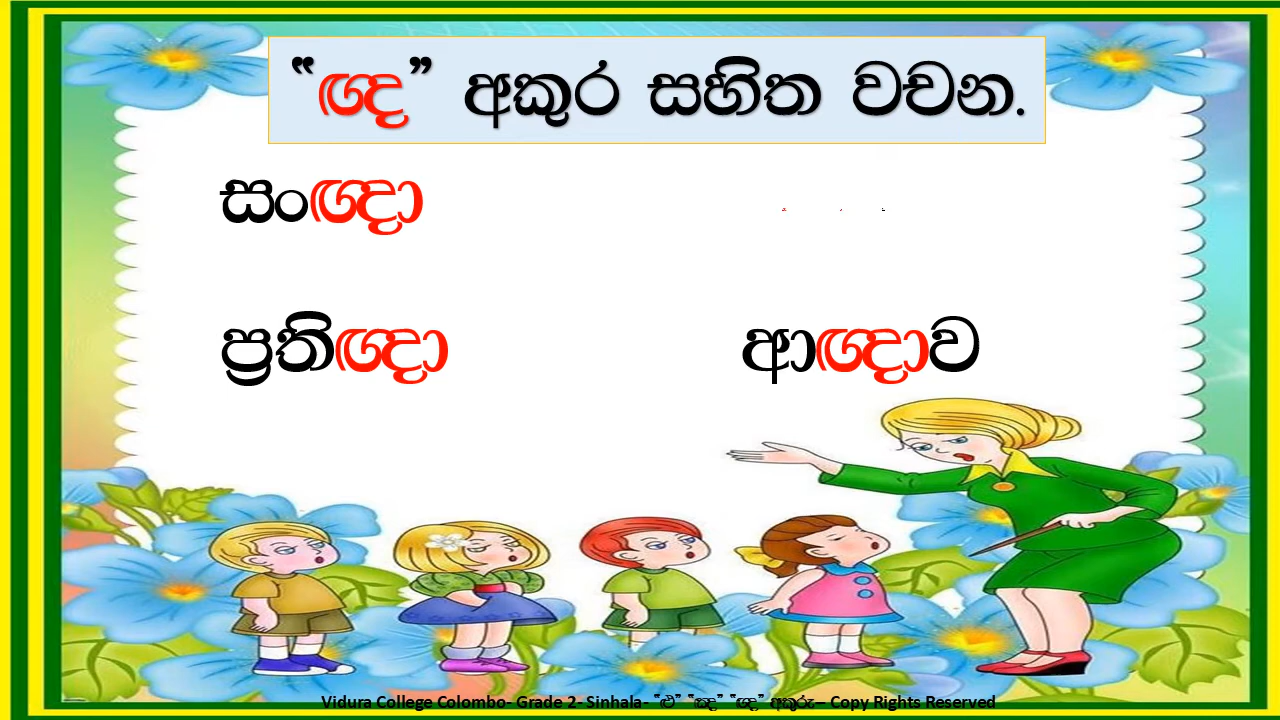 “ඥ” අකුර සහිත වචන.
සංඥා
ප්‍රතිඥා ආඥාව
Vidura College Colombo- Grade 2- Sinhala- “ළු” “ඤ” “ඥ” අකුරු – Copy Rights Reserved